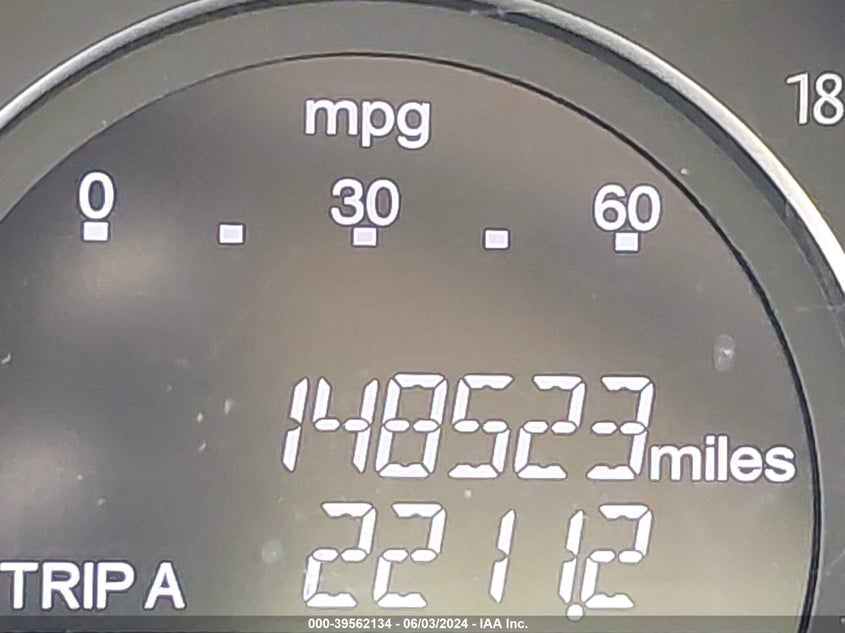 mpg
18
0 30 60
148523 miles
TRIP A 2211.2
000-39562134 - 06/03/2024 - IAA Inc.